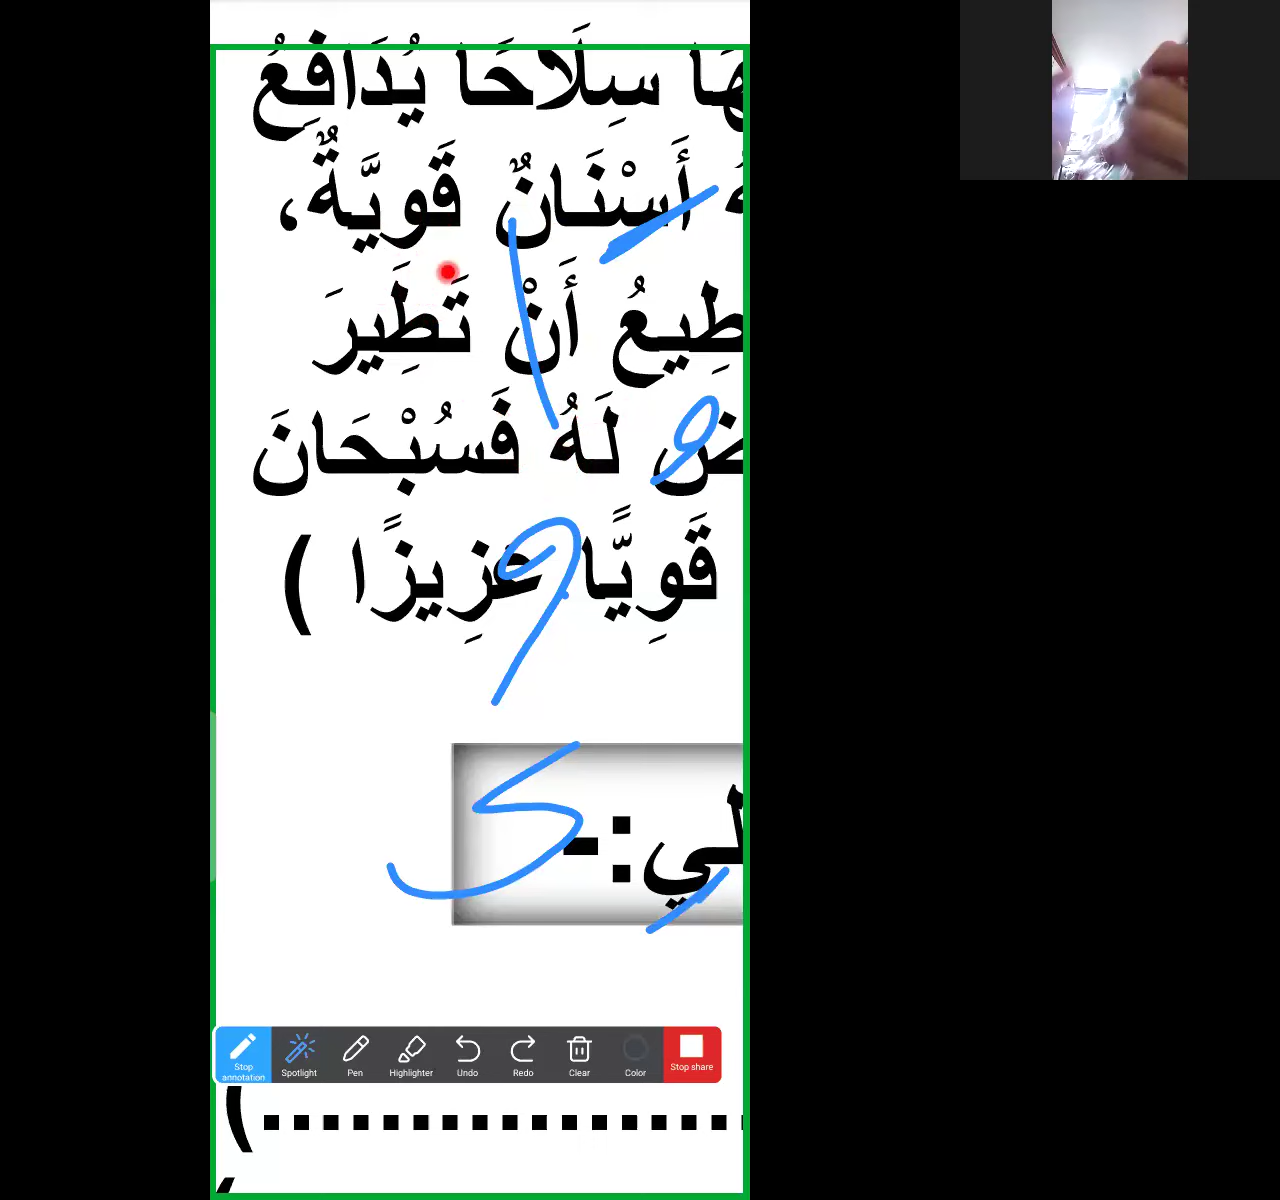 سِلَاحًا يُدَافِعُ
أَسْنَانٌ قَوِيَّةٌ،
أَنْ تَطِيرَ
لَهُ فَسُبْحَانَ
قَوِيًّا عَزِيزًا )
:-
Stop annotation Spotlight Pen Highlighter Undo Redo Clear Color Stop share
(.................